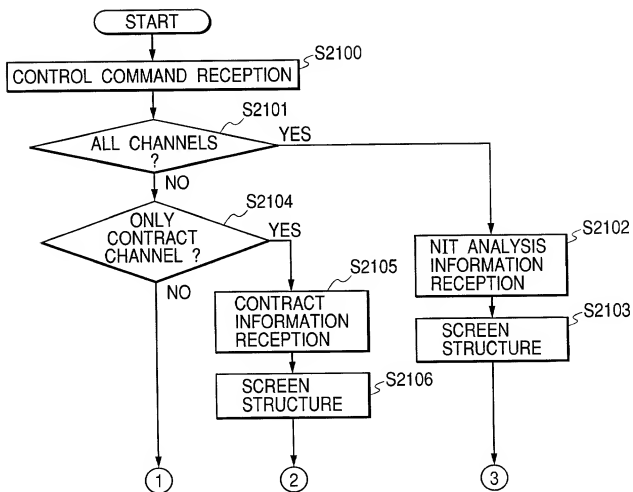 START
S2100
CONTROL COMMAND RECEPTION
S2101
ALL CHANNELS
?
YES
NO
S2104
ONLY
CONTRACT
CHANNEL ?
YES
NO
S2102
NIT ANALYSIS
INFORMATION
RECEPTION
S2105
CONTRACT
INFORMATION
RECEPTION
S2103
SCREEN
STRUCTURE
S2106
SCREEN
STRUCTURE
1
2
3